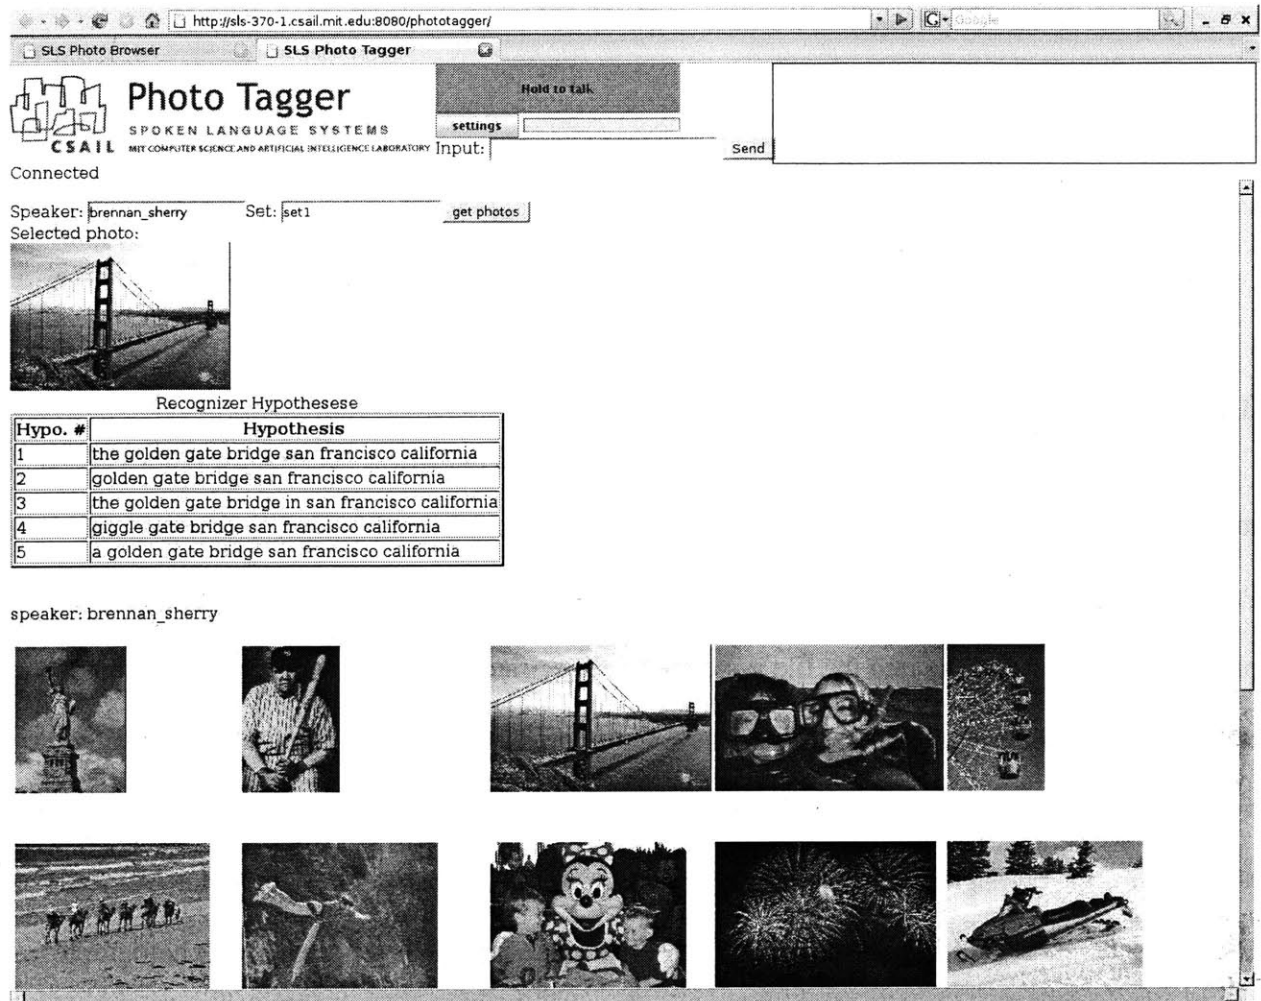 http://sls-370-1.csail.mit.edu:8080/phototagger/
G
Google
SLS Photo Browser
SLS Photo Tagger
Photo Tagger
SPOKEN LANGUAGE SYSTEMS
CSAIL
MIT COMPUTER SCIENCE AND ARTIFICIAL INTELLIGENCE LABORATORY
Hold to talk
settings
Input:
Send
Connected
Speaker: brennan_sherry Set: set1 get photos
Selected photo:
Recognizer Hypothesese
Hypo. # Hypothesis
1 the golden gate bridge san francisco california
2 golden gate bridge san francisco california
3 the golden gate bridge in san francisco california
4 giggle gate bridge san francisco california
5 a golden gate bridge san francisco california
speaker: brennan_sherry